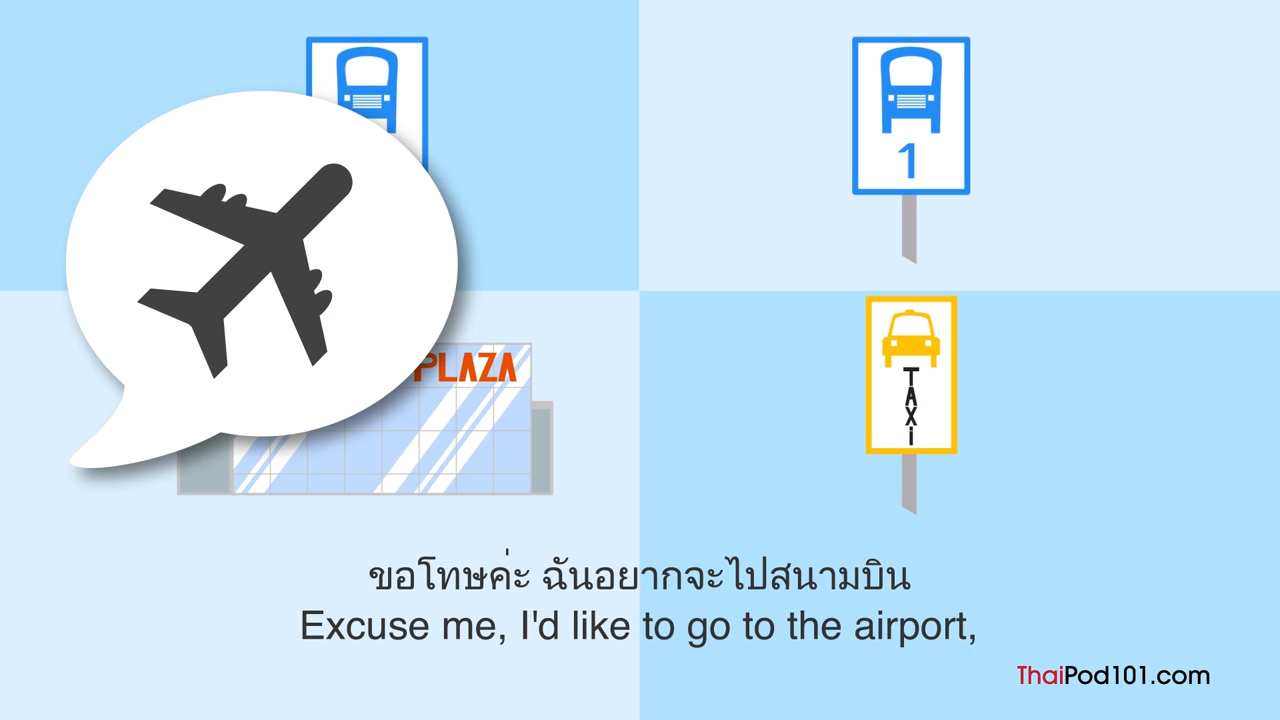 1
PLAZA
TAXi
ขอโทษค่ะ ฉันอยากจะไปสนามบิน
Excuse me, I'd like to go to the airport,
ThaiPod101.com